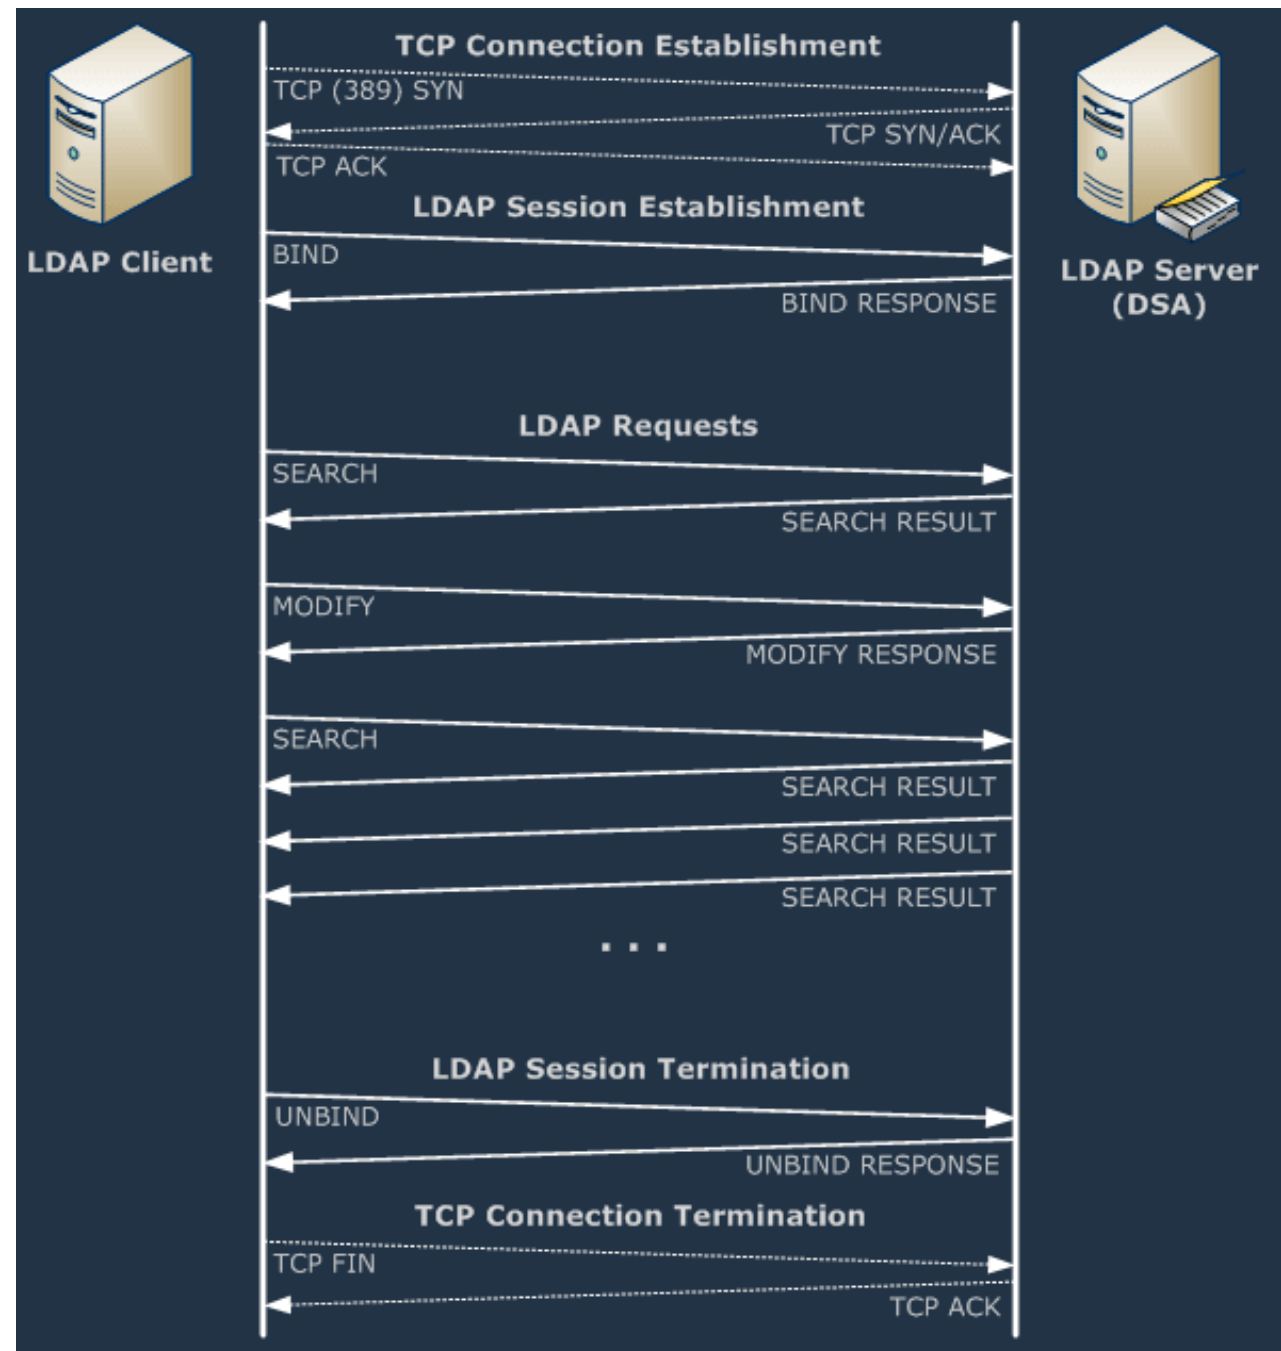 TCP Connection Establishment
TCP (389) SYN
TCP SYN/ACK
TCP ACK
LDAP Session Establishment
LDAP Client
BIND
LDAP Server
(DSA)
BIND RESPONSE
LDAP Requests
SEARCH
SEARCH RESULT
MODIFY
MODIFY RESPONSE
SEARCH
SEARCH RESULT
SEARCH RESULT
SEARCH RESULT
...
LDAP Session Termination
UNBIND
UNBIND RESPONSE
TCP Connection Termination
TCP FIN
TCP ACK